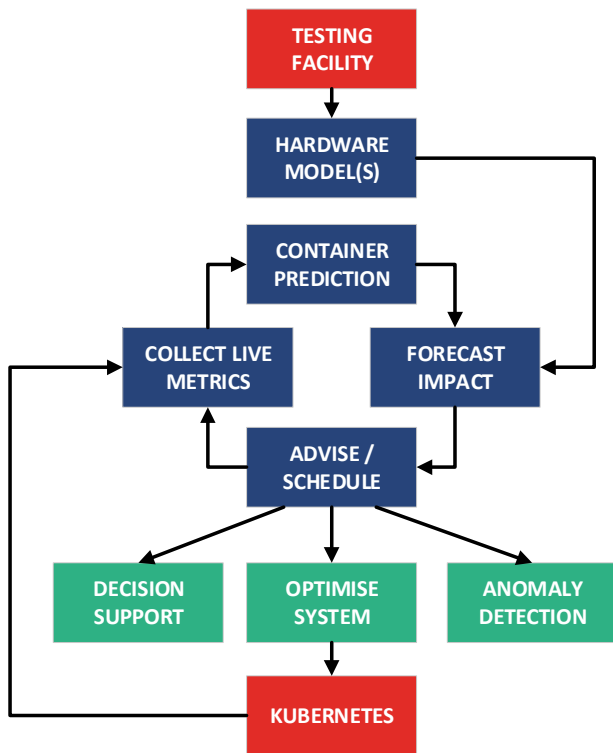 TESTING
FACILITY
HARDWARE
MODEL(S)
CONTAINER
PREDICTION
COLLECT LIVE
METRICS
FORECAST
IMPACT
ADVISE /
SCHEDULE
DECISION
SUPPORT
OPTIMISE
SYSTEM
ANOMALY
DETECTION
KUBERNETES